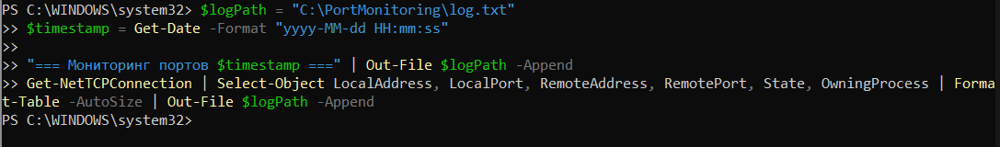 PS C:\WINDOWS\system32> $logPath = "C:\PortMonitoring\log.txt"
>> $timestamp = Get-Date -Format "yyyy-MM-dd HH:mm:ss"
>>
>> "=== Мониторинг портов $timestamp ===" | Out-File $logPath -Append
>> Get-NetTCPConnection | Select-Object LocalAddress, LocalPort, RemoteAddress, RemotePort, State, OwningProcess | Forma
t-Table -AutoSize | Out-File $logPath -Append
PS C:\WINDOWS\system32>